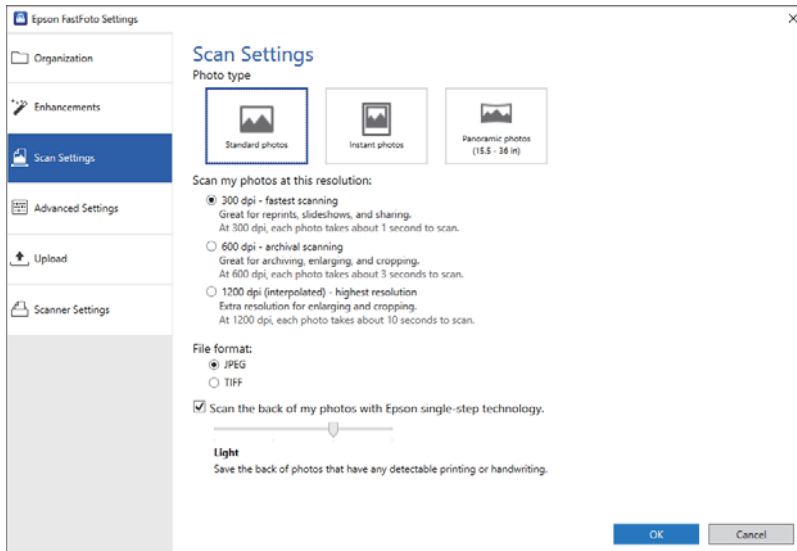 Epson FastFoto Settings
Organization
Enhancements
Scan Settings
Advanced Settings
Upload
Scanner Settings
Scan Settings
Photo type
Standard photos
Instant photos
Panoramic photos
(15.5 - 36 in)
Scan my photos at this resolution:
300 dpi - fastest scanning
Great for reprints, slideshows, and sharing.
At 300 dpi, each photo takes about 1 second to scan.
600 dpi - archival scanning
Great for archiving, enlarging, and cropping.
At 600 dpi, each photo takes about 3 seconds to scan.
1200 dpi (interpolated) - highest resolution
Extra resolution for enlarging and cropping.
At 1200 dpi, each photo takes about 10 seconds to scan.
File format:
JPEG
TIFF
Scan the back of my photos with Epson single-step technology.
Light
Save the back of photos that have any detectable printing or handwriting.
OK
Cancel